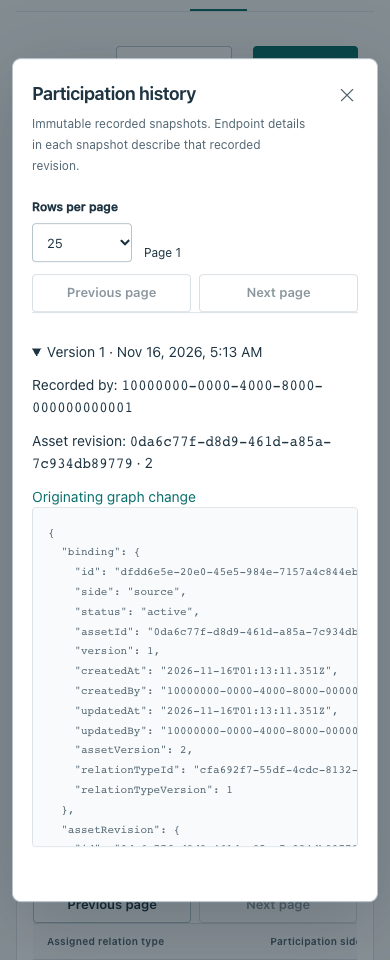 Participation history
Immutable recorded snapshots. Endpoint details
in each snapshot describe that recorded
revision.
Rows per page
25
Page 1
Previous page
Next page
▼ Version 1 · Nov 16, 2026, 5:13 AM
Recorded by: 10000000-0000-4000-8000-
000000000001
Asset revision: 0da6c77f-d8d9-461d-a85a-
7c934db89779 · 2
Originating graph change
{
"binding": {
"id": "dfdd6e5e-20e0-45e5-984e-7157a4c844eb
"side": "source",
"status": "active",
"assetId": "0da6c77f-d8d9-461d-a85a-7c934db
"version": 1,
"createdAt": "2026-11-16T01:13:11.351Z",
"createdBy": "10000000-0000-4000-8000-00000
"updatedAt": "2026-11-16T01:13:11.351Z",
"updatedBy": "10000000-0000-4000-8000-00000
"assetVersion": 2,
"relationTypeId": "cfa692f7-55df-4cdc-8132-
"relationTypeVersion": 1
},
"assetRevision": {
Previous page
Next page
Assigned relation type
Participation side